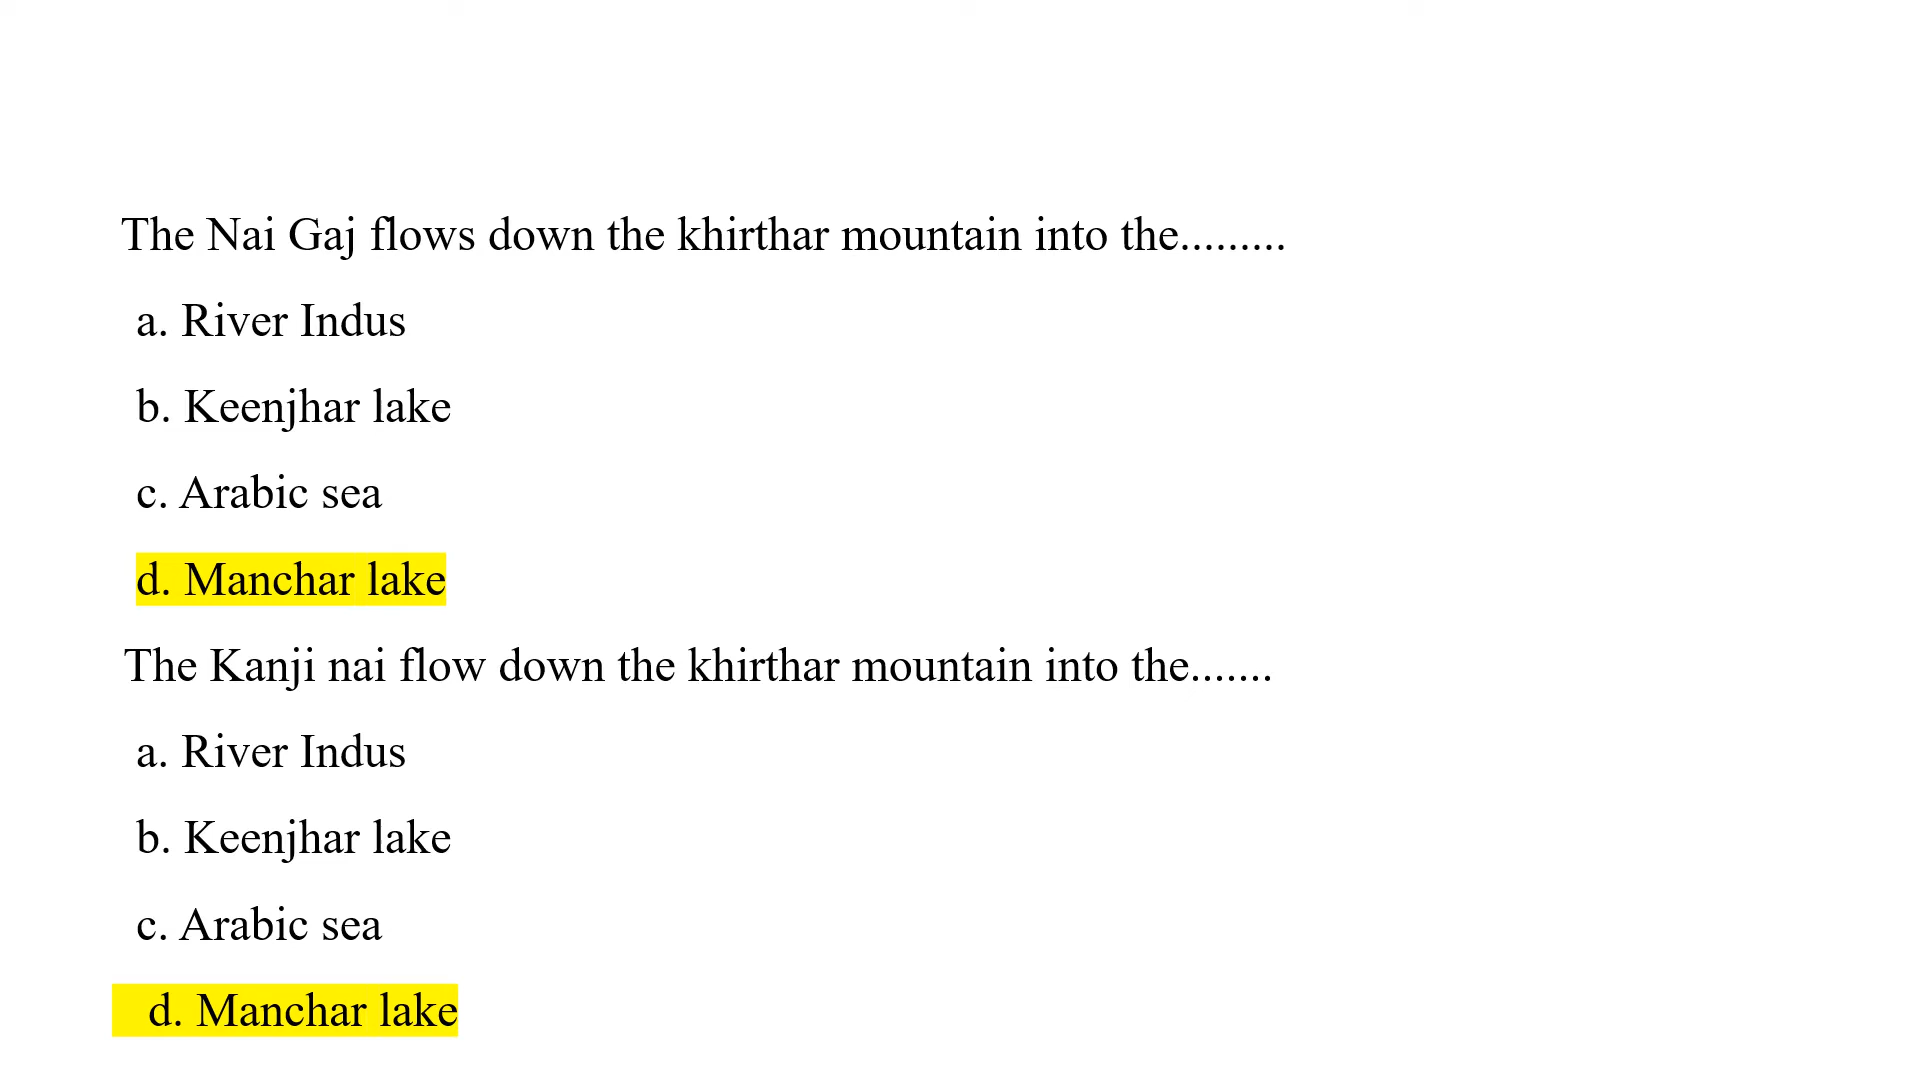 The Nai Gaj flows down the khirthar mountain into the.........
a. River Indus
b. Keenjhar lake
c. Arabic sea
d. Manchar lake
The Kanji nai flow down the khirthar mountain into the.......
a. River Indus
b. Keenjhar lake
c. Arabic sea
d. Manchar lake